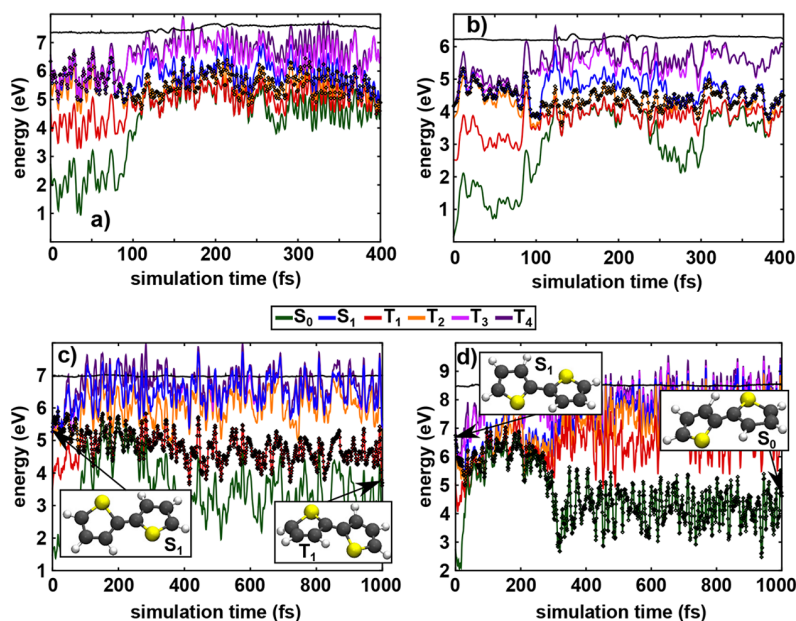 a)
energy (eV)
7
6
5
4
3
2
1
0 100 200 300 400
simulation time (fs)
b)
energy (eV)
6
5
4
3
2
1
0
0 100 200 300 400
simulation time (fs)
S₀ S₁ T₁ T₂ T₃ T₄
c)
energy (eV)
8
7
6
5
4
3
2
1
S₁
T₁
0 200 400 600 800 1000
simulation time (fs)
d)
energy (eV)
9
8
7
6
5
4
3
2
S₁
S₀
0 200 400 600 800 1000
simulation time (fs)